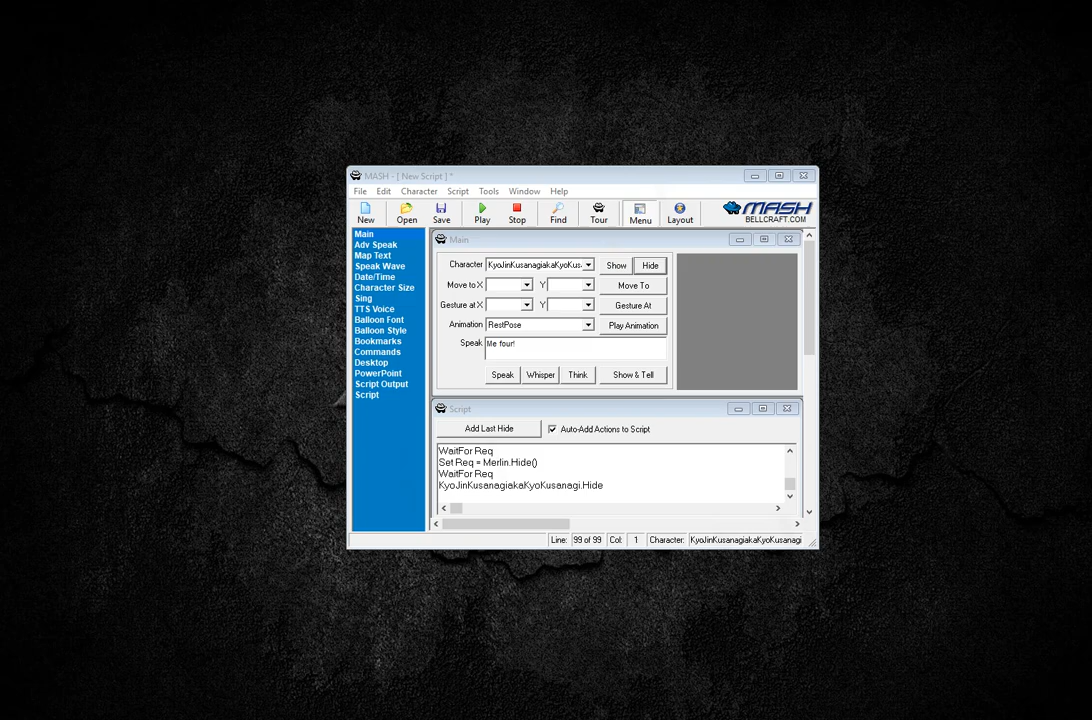 MASH - [ New Script ] *
File Edit Character Script Tools Window Help
New Open Save Play Stop Find Tour Menu Layout
MASH
BELLCRAFT.COM
Main
Adv Speak
Map Text
Speak Wave
Date/Time
Character Size
Sing
TTS Voice
Balloon Font
Balloon Style
Bookmarks
Commands
Desktop
PowerPoint
Script Output
Script
Main
Character KyoJinKusanagiakaKyoKus. Show Hide
Move to X Y Move To
Gesture at X Y Gesture At
Animation RestPose Play Animation
Speak Me four!
Speak Whisper Think Show & Tell
Script
Add Last Hide Auto-Add Actions to Script
WaitFor Req
Set Req = Merlin.Hide()
WaitFor Req
KyoJinKusanagiakaKyoKusanagi.Hide
Line: 99 of 99 Col: 1 Character: KyoJinKusanagiakaKyoKusanagi